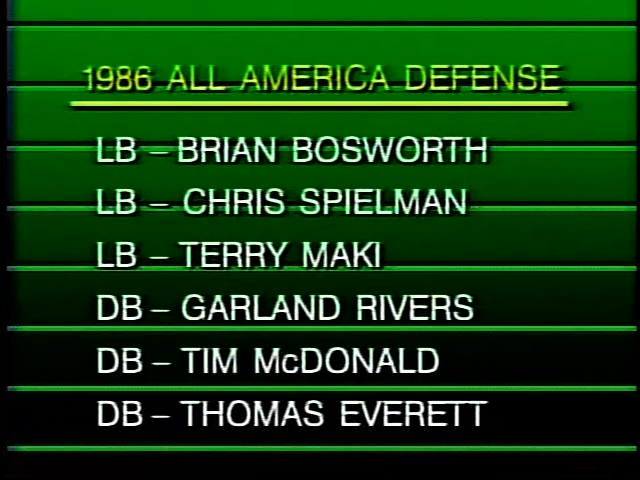 1986 ALL AMERICA DEFENSE
LB – BRIAN BOSWORTH
LB – CHRIS SPIELMAN
LB – TERRY MAKI
DB – GARLAND RIVERS
DB – TIM McDONALD
DB – THOMAS EVERETT